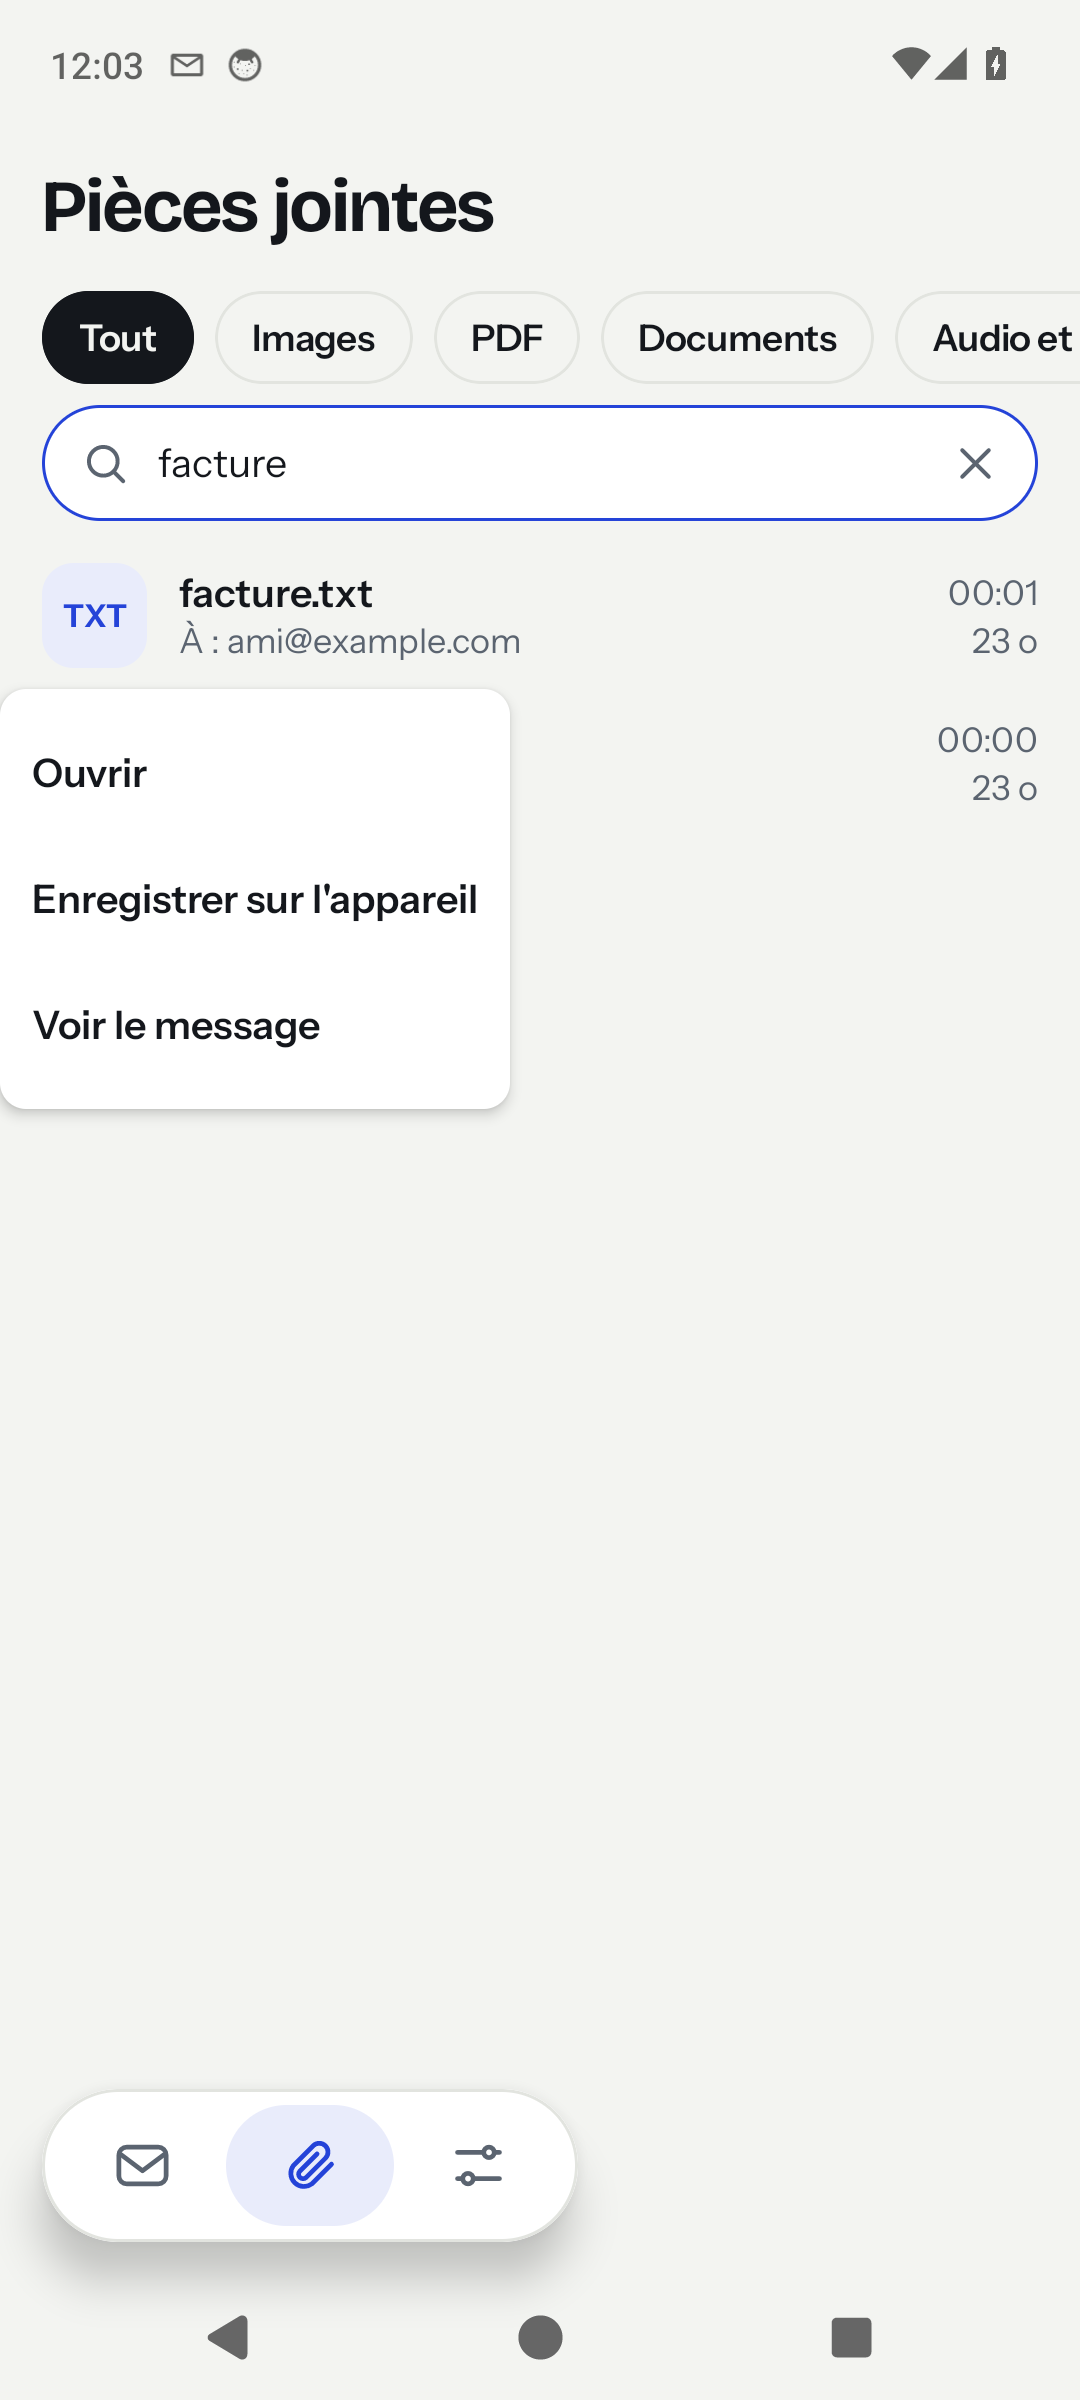 12:03
Pièces jointes
Tout Images PDF Documents Audio et
facture
TXT facture.txt 00:01
À : ami@example.com 23 o
00:00
23 o
Ouvrir
Enregistrer sur l'appareil
Voir le message